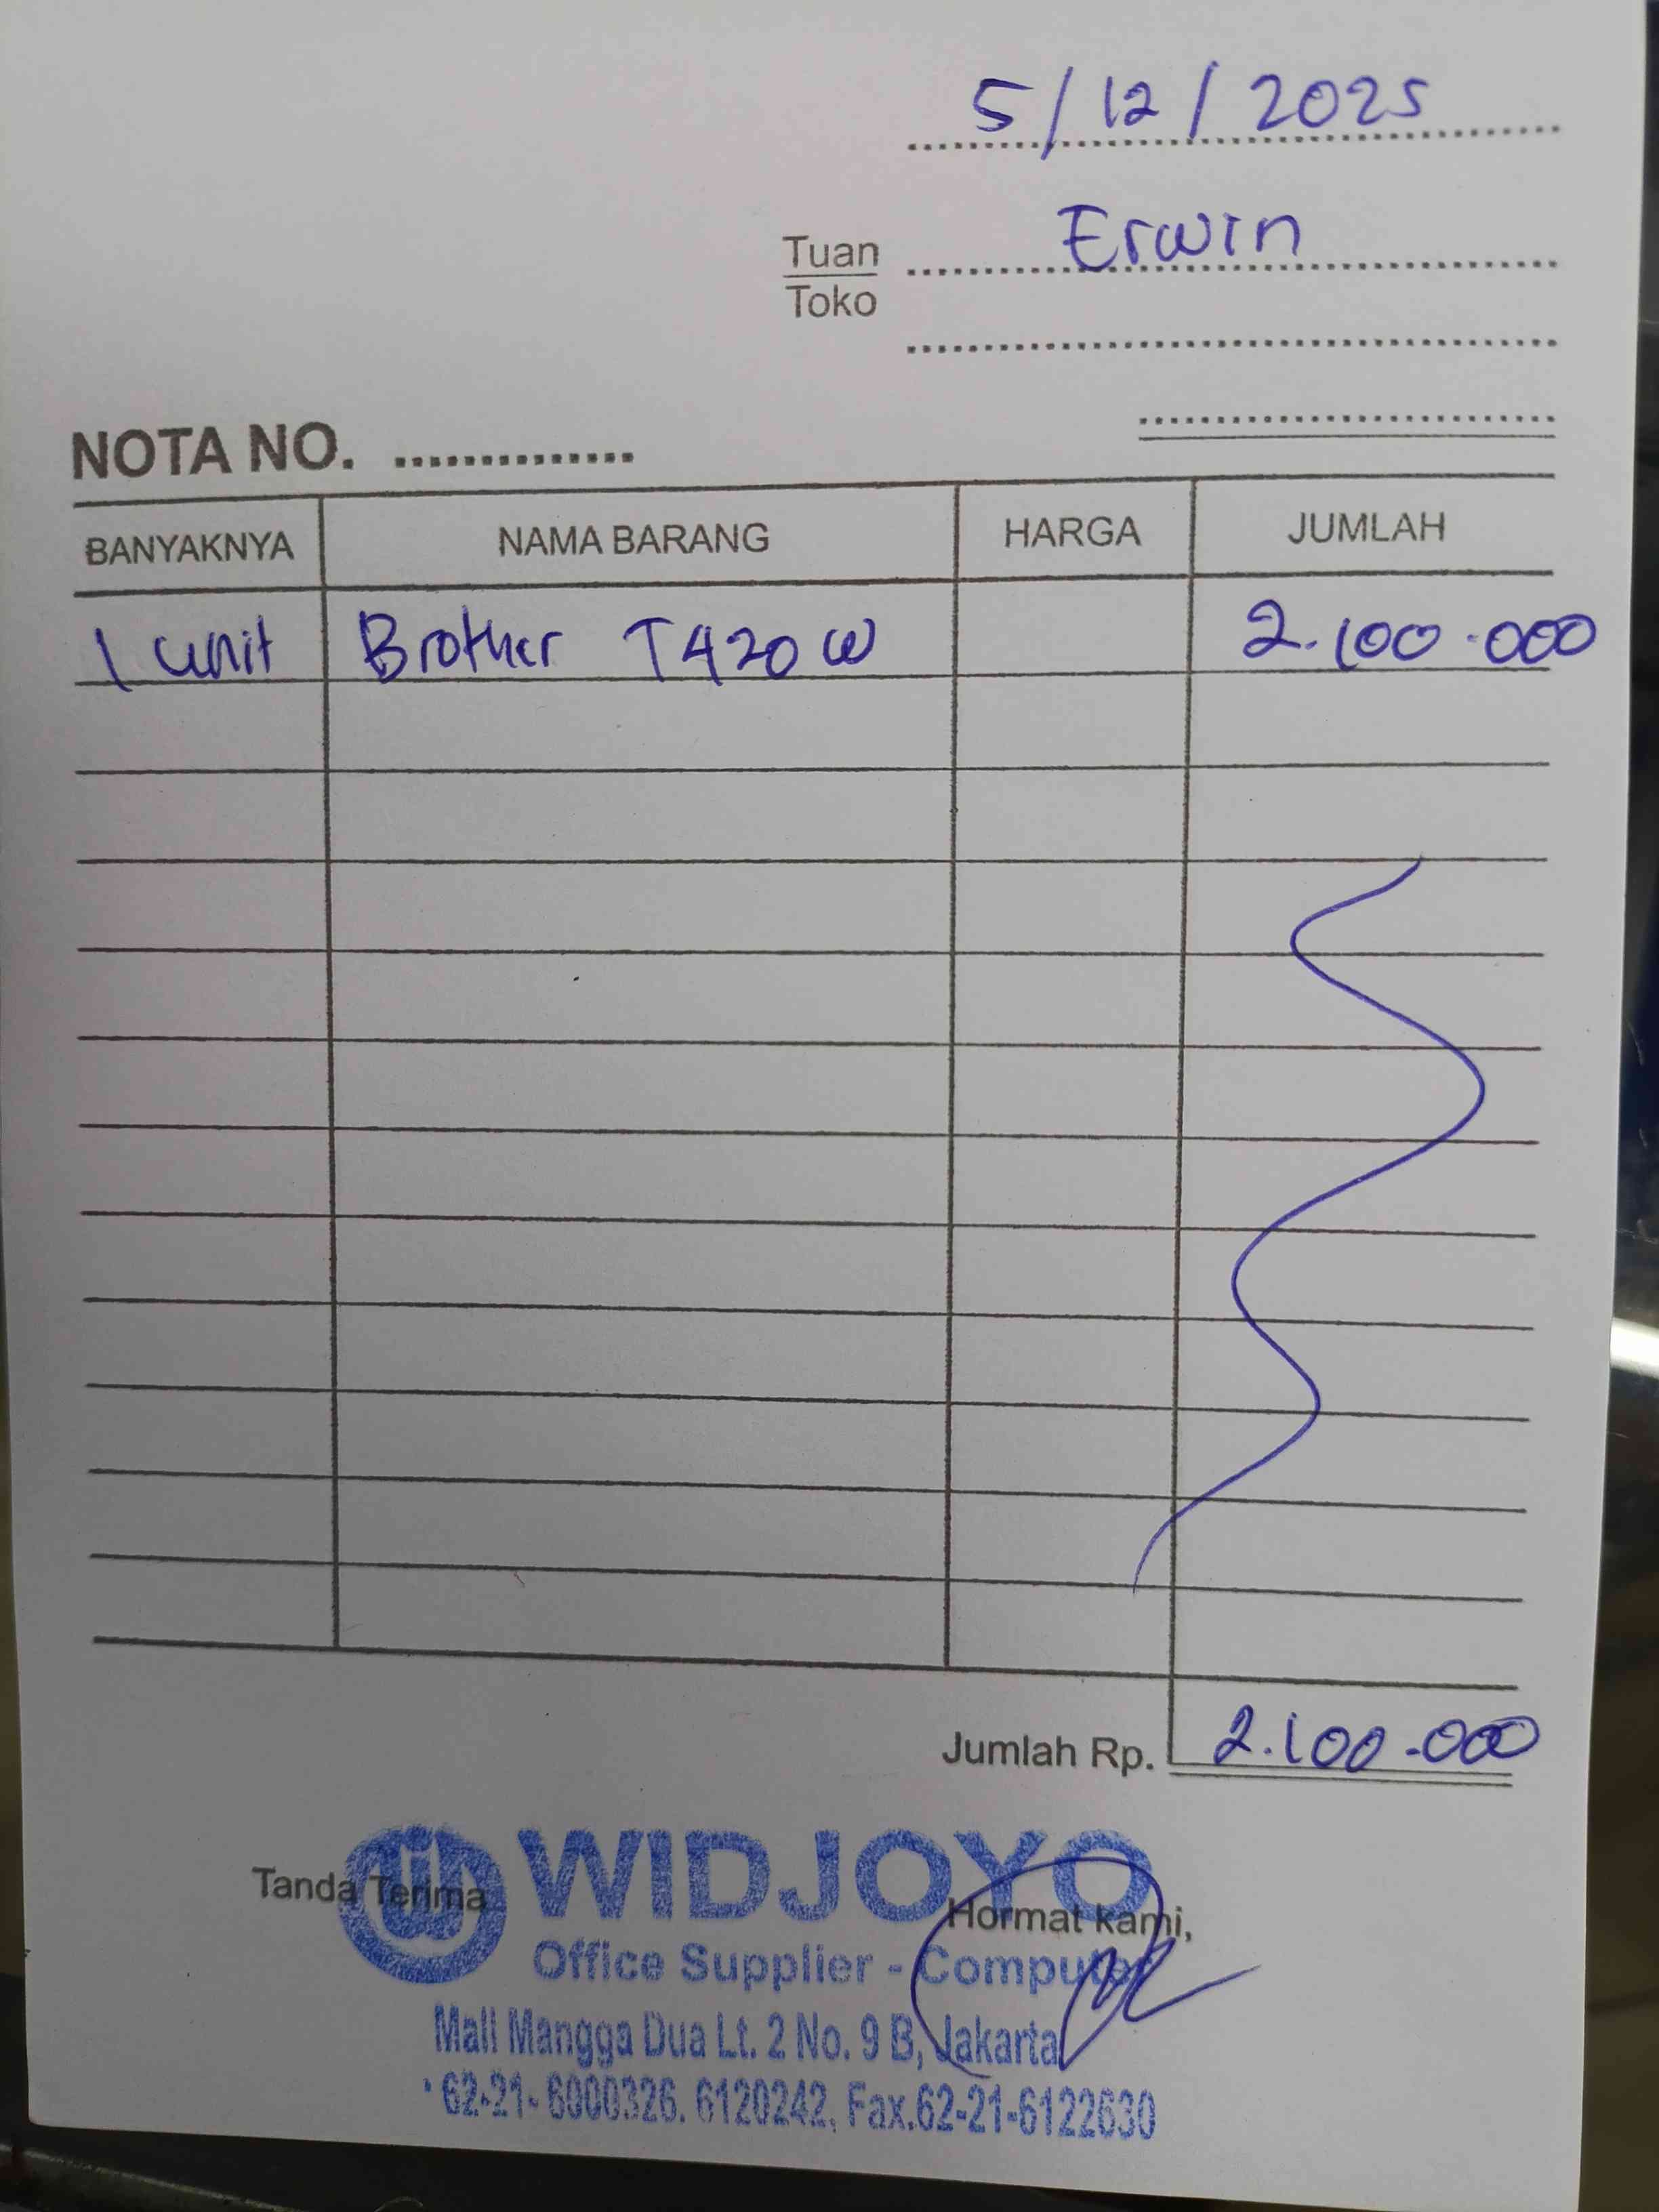 5/12/2025
Tuan Erwin
Toko
NOTA NO. ..............
BANYAKNYA NAMA BARANG HARGA JUMLAH
1 unit Brother T420W 2.100.000
Jumlah Rp. 2.100.000
WIDJOYO
Tanda Terima Hormat kami,
Office Supplier - Computer
Mall Mangga Dua Lt. 2 No. 9 B, Jakarta
62-21- 6000326. 6120242, Fax.62-21-6122630